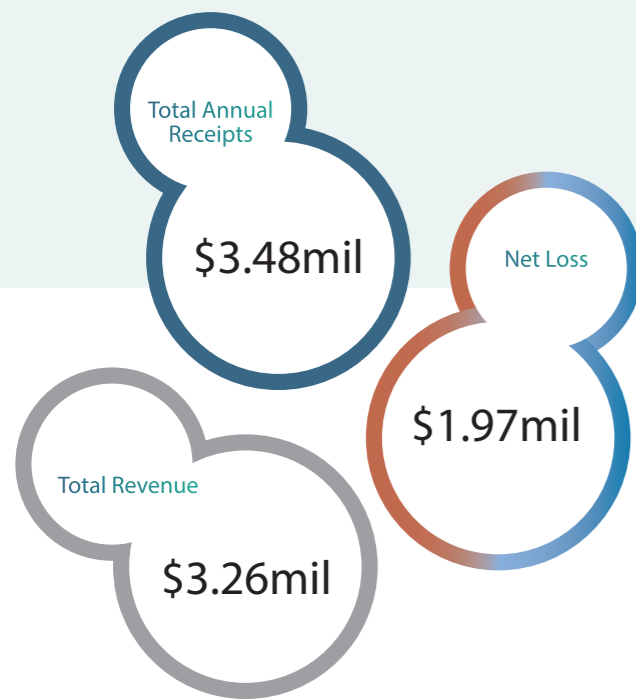 Total Annual
Receipts
$3.48mil
Net Loss
$1.97mil
Total Revenue
$3.26mil